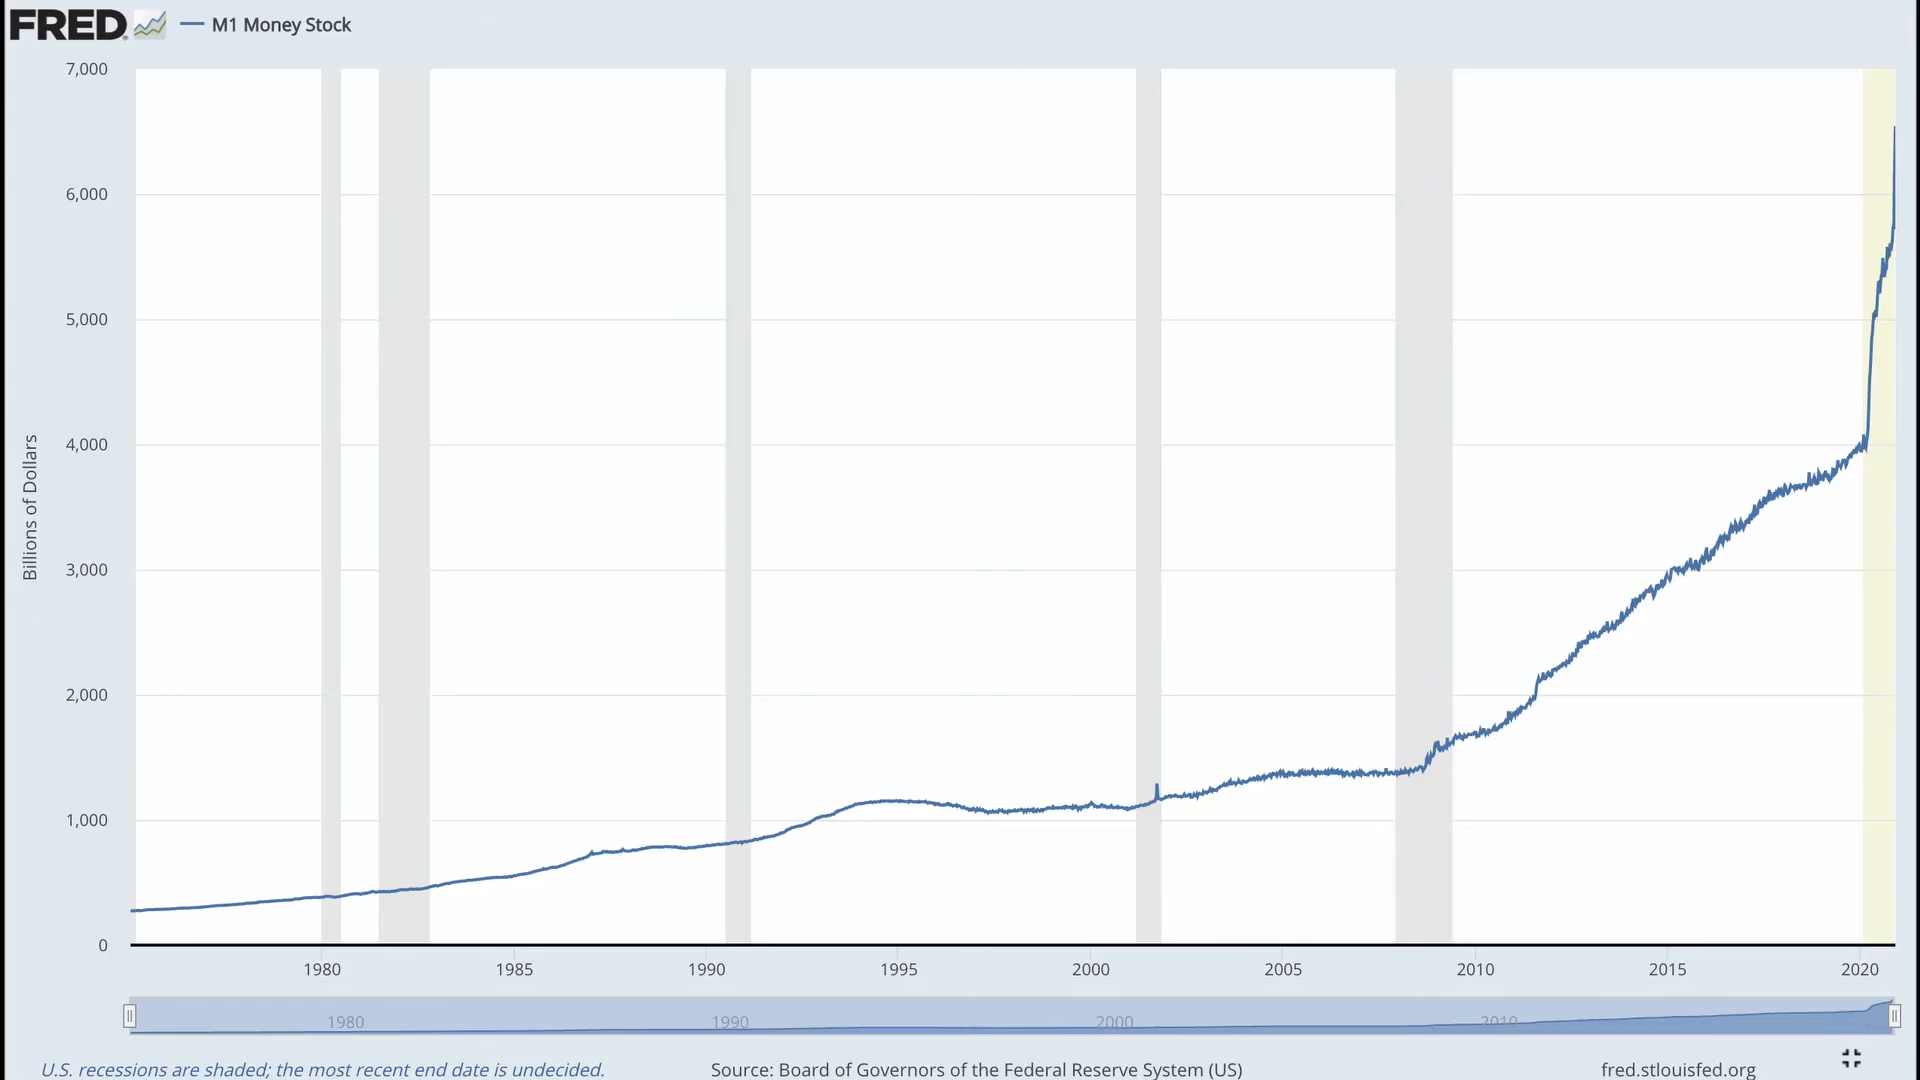 FRED
M1 Money Stock
7,000
6,000
5,000
4,000
3,000
2,000
1,000
0
Billions of Dollars
1980 1985 1990 1995 2000 2005 2010 2015 2020
1980 1990 2000 2010
U.S. recessions are shaded; the most recent end date is undecided.
Source: Board of Governors of the Federal Reserve System (US)
fred.stlouisfed.org